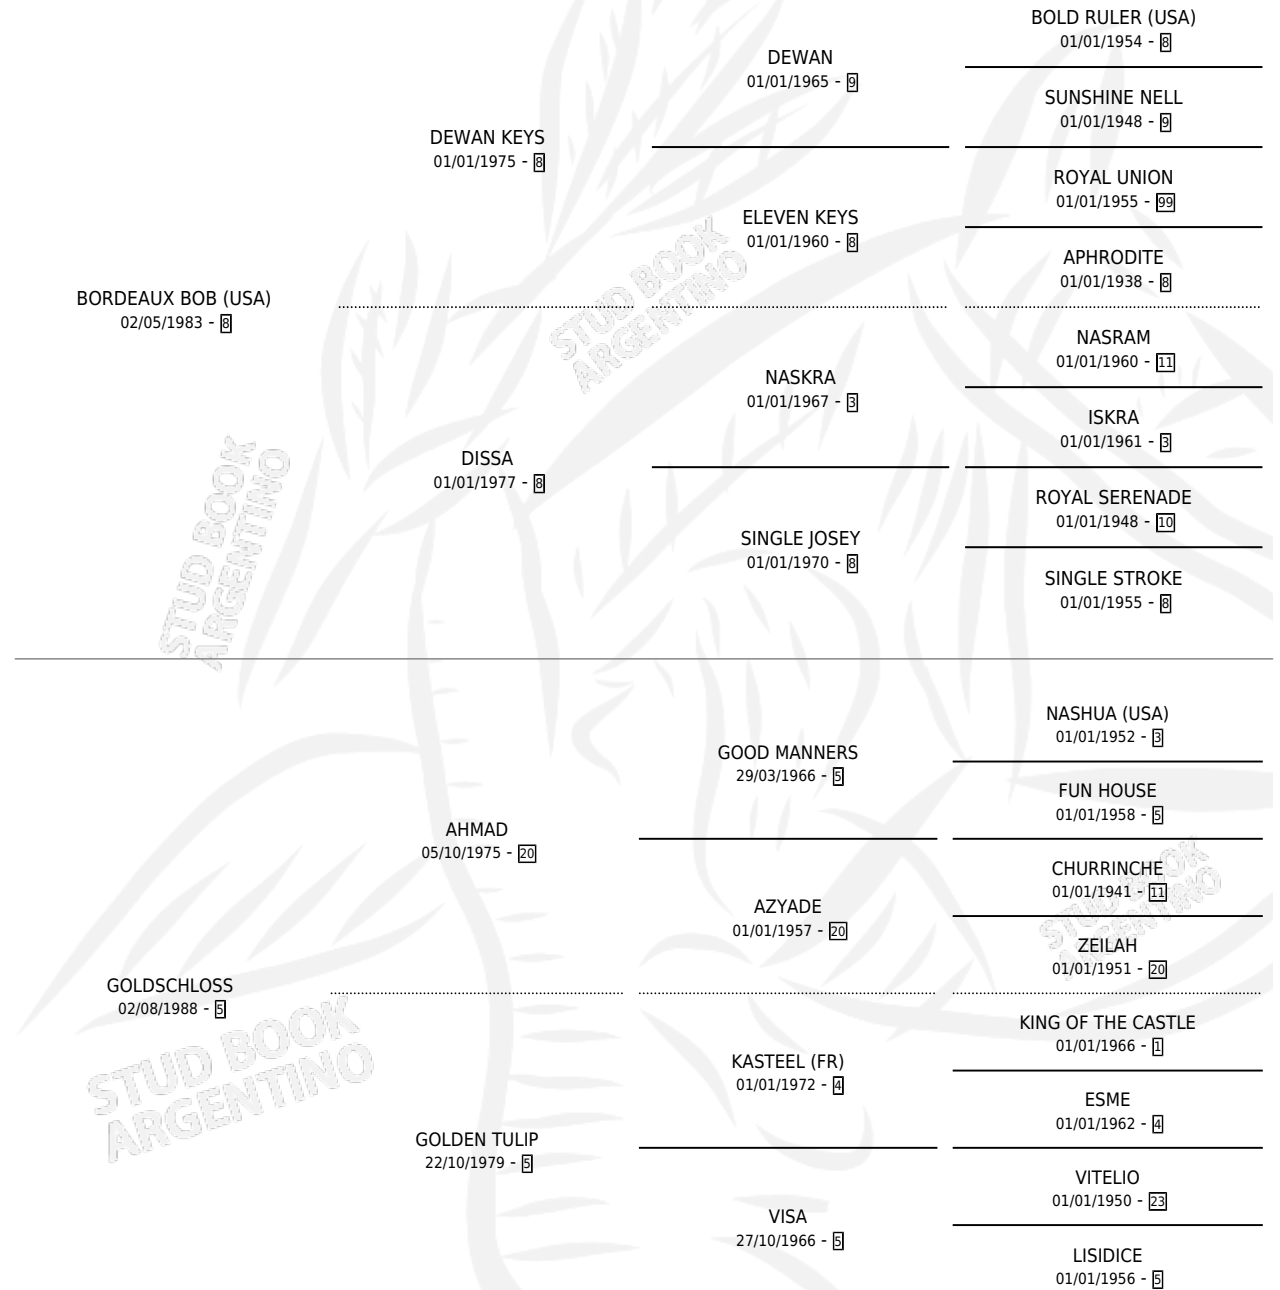 BOLD RULER (USA)
01/01/1954 - 8
DEWAN
01/01/1965 - 9
SUNSHINE NELL
01/01/1948 - 9
DEWAN KEYS
01/01/1975 - 8
ROYAL UNION
01/01/1955 - 99
ELEVEN KEYS
01/01/1960 - 8
APHRODITE
01/01/1938 - 8
BORDEAUX BOB (USA)
02/05/1983 - 8
STUD BOOK
ARGENTINO
NASRAM
01/01/1960 - 11
NASKRA
01/01/1967 - 3
ISKRA
01/01/1961 - 3
DISSA
01/01/1977 - 8
ROYAL SERENADE
01/01/1948 - 10
SINGLE JOSEY
01/01/1970 - 8
SINGLE STROKE
01/01/1955 - 8
STUD BOOK
ARGENTINO
NASHUA (USA)
01/01/1952 - 3
GOOD MANNERS
29/03/1966 - 5
FUN HOUSE
01/01/1958 - 5
AHMAD
05/10/1975 - 20
CHURRINCHE
01/01/1941 - 11
AZYADE
01/01/1957 - 20
STUD BOOK
ARGENTINO
ZEILAH
01/01/1951 - 20
GOLDSCHLOSS
02/08/1988 - 5
KING OF THE CASTLE
01/01/1966 - 1
KASTEEL (FR)
01/01/1972 - 4
STUD BOOK
ARGENTINO
ESME
01/01/1962 - 4
GOLDEN TULIP
22/10/1979 - 5
VITELIO
01/01/1950 - 23
VISA
27/10/1966 - 5
LISIDICE
01/01/1956 - 5